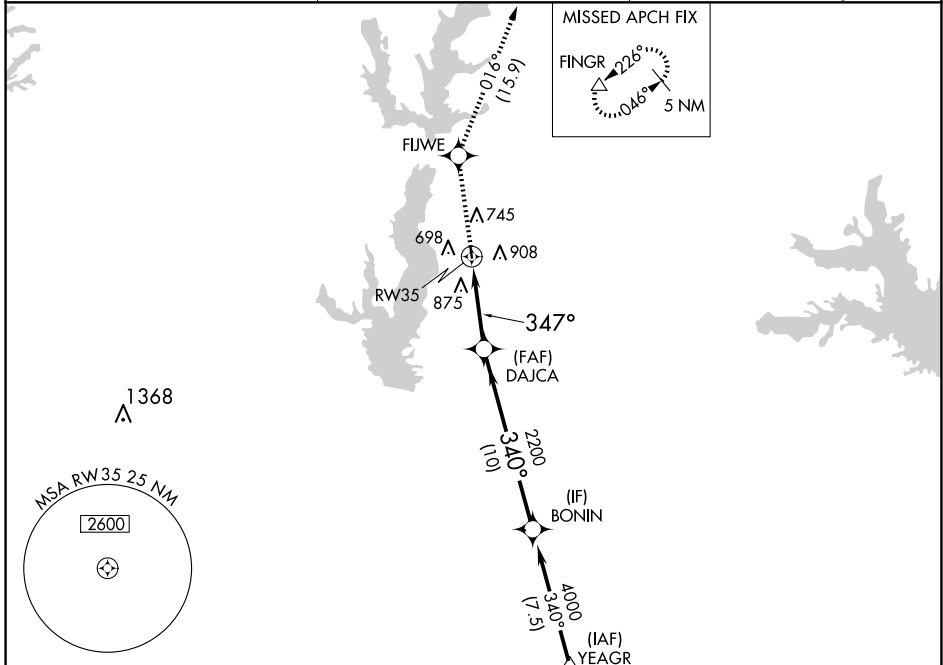 MISSED APCH FIX
FINGR
226°
046°
5 NM
016°
(15.9)
FIJWE
745
698
908
RW35
875
347°
(FAF)
DAJCA
1368
2200
340°
(10)
MSA RW35 25 NM
2600
(IF)
BONIN
4000
340°
(7.5)
(IAF)
YEAGR